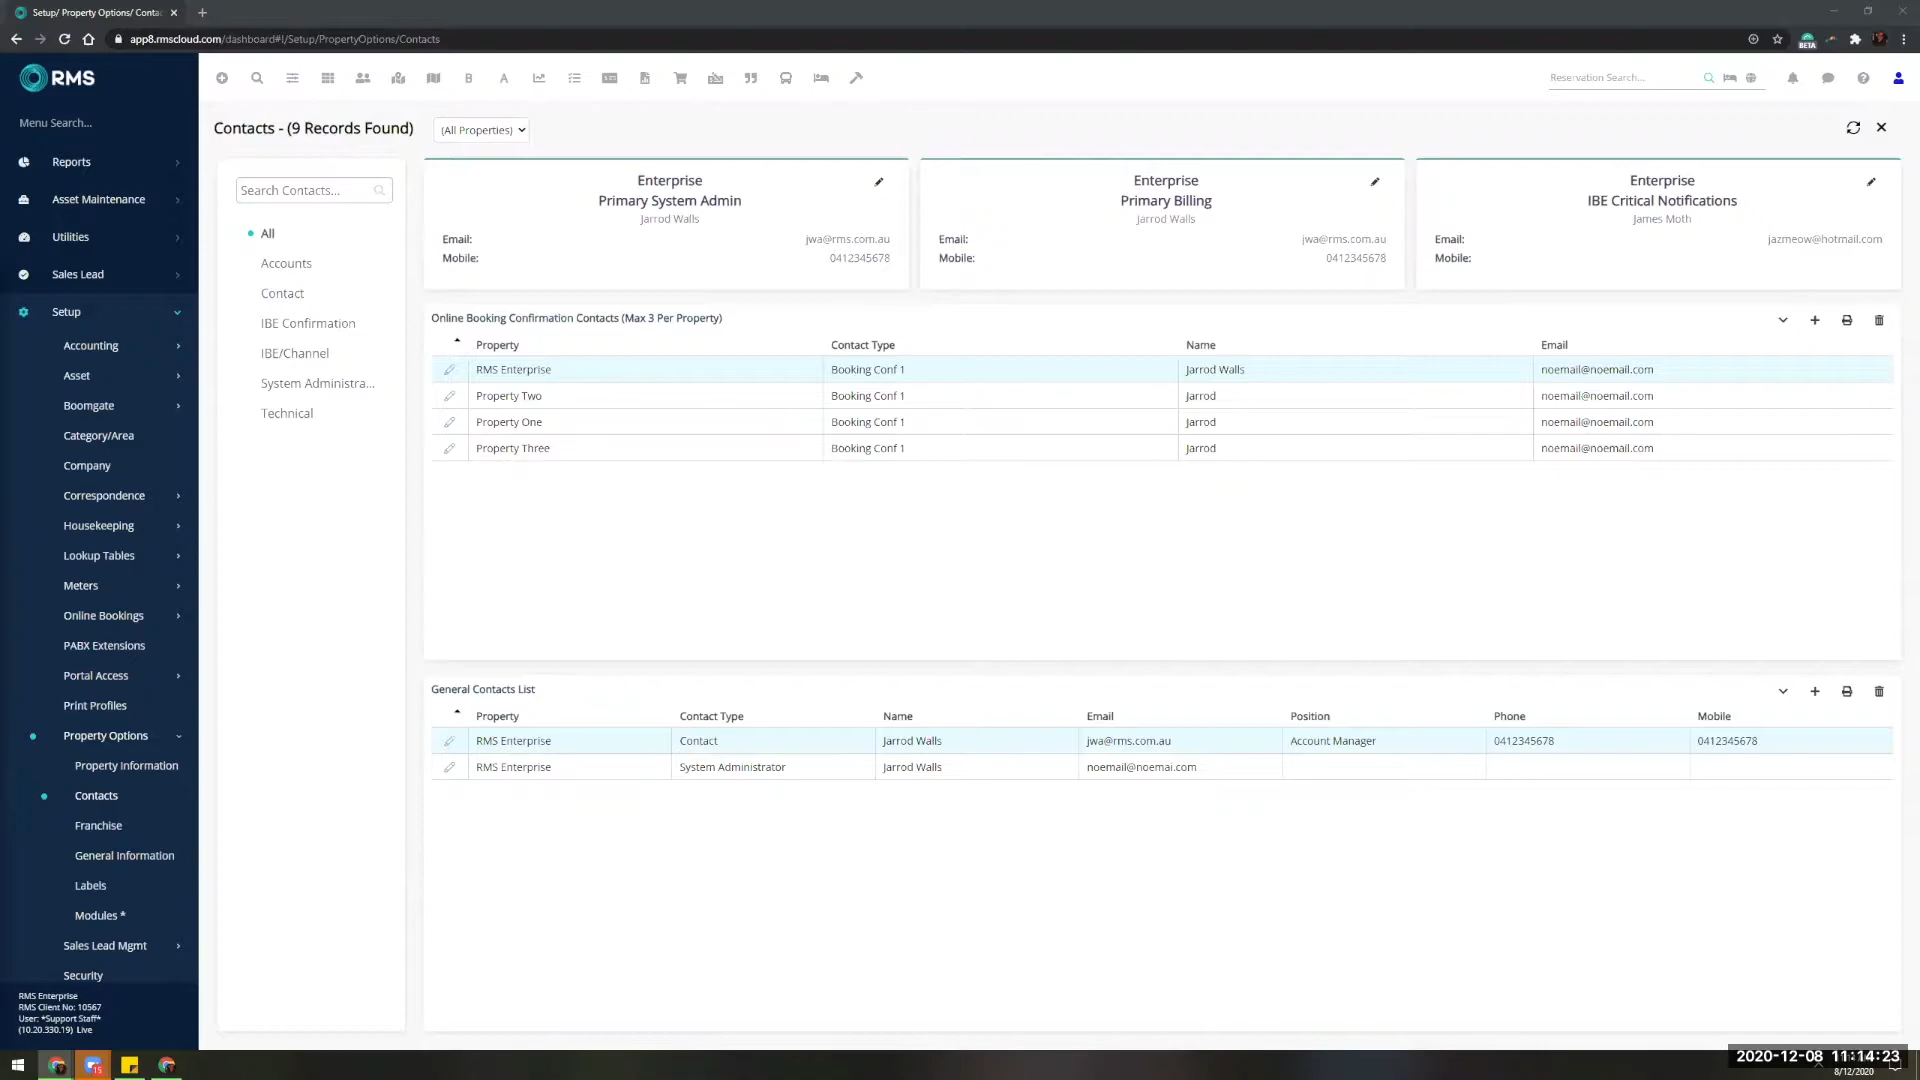 Setup/ Property Options/ Conta
app8.rmscloud.com/dashboard#!/Setup/PropertyOptions/Contacts
BETA
RMS
Reservation Search...
Menu Search...
Reports
Asset Maintenance
Utilities
Sales Lead
Setup
Accounting
Asset
Boomgate
Category/Area
Company
Correspondence
Housekeeping
Lookup Tables
Meters
Online Bookings
PABX Extensions
Portal Access
Print Profiles
Property Options
Property Information
Contacts
Franchise
General Information
Labels
Modules *
Sales Lead Mgmt
Security
RMS Enterprise
RMS Client No: 10567
User: *Support Staff*
(10.20.330.19) Live
Contacts - (9 Records Found)
(All Properties)
Search Contacts...
All
Accounts
Contact
IBE Confirmation
IBE/Channel
System Administra...
Technical
Enterprise
Primary System Admin
Jarrod Walls
Email: jwa@rms.com.au
Mobile: 0412345678
Enterprise
Primary Billing
Jarrod Walls
Email: jwa@rms.com.au
Mobile: 0412345678
Enterprise
IBE Critical Notifications
James Moth
Email: jazmeow@hotmail.com
Mobile:
Online Booking Confirmation Contacts (Max 3 Per Property)
Property Contact Type Name Email
RMS Enterprise Booking Conf 1 Jarrod Walls noemail@noemail.com
Property Two Booking Conf 1 Jarrod noemail@noemail.com
Property One Booking Conf 1 Jarrod noemail@noemail.com
Property Three Booking Conf 1 Jarrod noemail@noemail.com
General Contacts List
Property Contact Type Name Email Position Phone Mobile
RMS Enterprise Contact Jarrod Walls jwa@rms.com.au Account Manager 0412345678 0412345678
RMS Enterprise System Administrator Jarrod Walls noemail@noemai.com
15
2020-12-08 11:14:23
8/12/2020